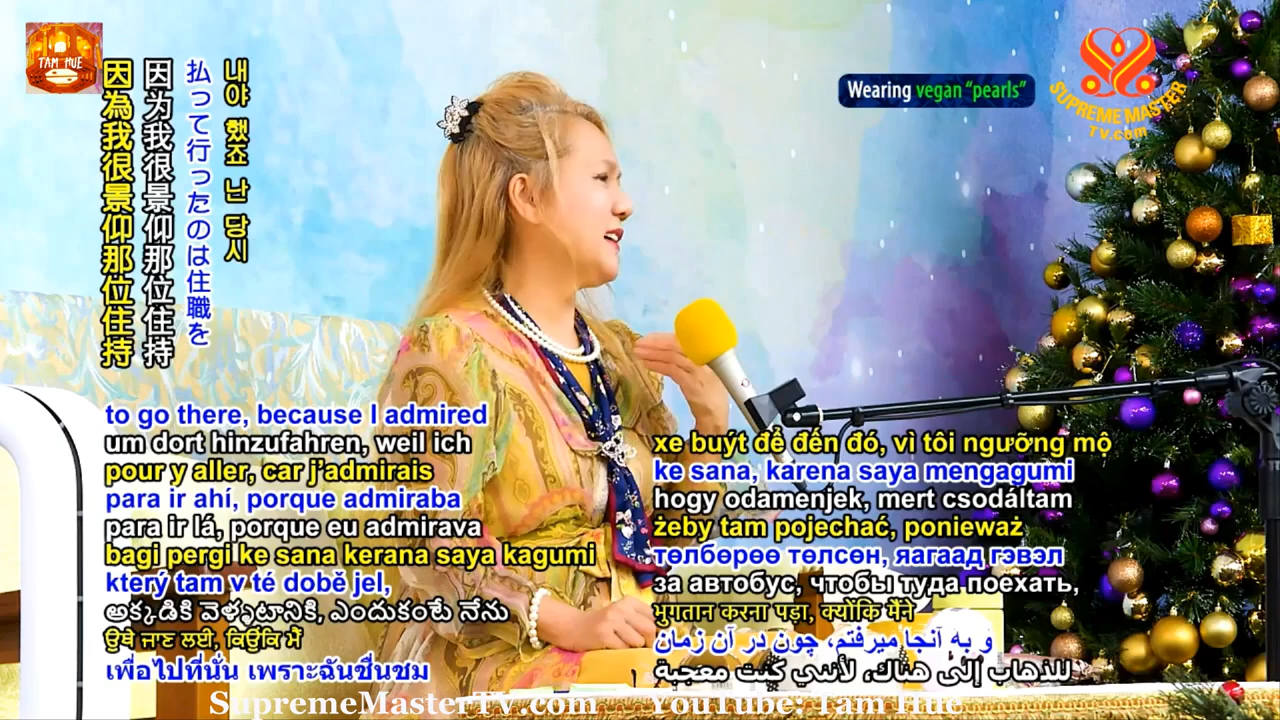 TAM HUE
因為我很景仰那位住持
因为我很景仰那位住持
払って行ったのは住職を
내야 했죠 난 당시
Wearing vegan "pearls"
SUPREME MASTER
TV.com
to go there, because I admired
um dort hinzufahren, weil ich
pour y aller, car j'admirais
para ir ahí, porque admiraba
para ir lá, porque eu admirava
bagi pergi ke sana kerana saya kagumi
který tam v té době jel,
అక్కడికి వెళ్ళటానికి, ఎందుకంటే నేను
ਉਥੇ ਜਾਣ ਲਈ, ਕਿਉਂਕਿ ਮੈਂ
เพื่อไปที่นั่น เพราะฉันชื่นชม
xe buýt để đến đó, vì tôi ngưỡng mộ
ke sana, karena saya mengagumi
hogy odamenjek, mert csodáltam
żeby tam pojechać, ponieważ
төлбөрөө төлсөн, яагаад гэвэл
за автобус, чтобы туда поехать,
भुगतान करना पड़ा, क्योंकि मैंने
و به آنجا میرفتم، چون در آن زمان
للذهاب إلى هناك، لأنني كنت معجبة
SupremeMasterTV.com
YouTube: Tam Hue